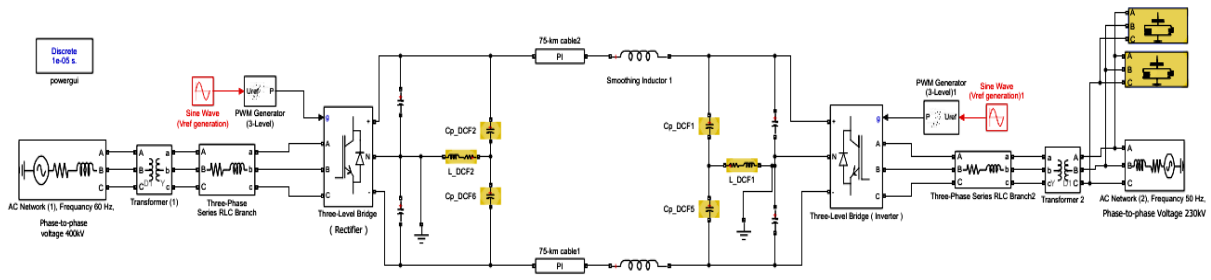 Discrete
1e-05 s.
powergui
Sine Wave
(Vref generation)
Uref
P
PWM Generator
(3-Level)
AC Network (1), Frequancy 60 Hz,
Phase-to-phase
voltage 400kV
A
B
C
A
B
C
a
b
c
D1
Y
Transformer (1)
A
B
C
a
b
c
Three-Phase
Series RLC Branch
g
A
B
C
+
N
-
Three-Level Bridge
( Rectifier )
Cp_DCF2
L_DCF2
Cp_DCF6
75-km cable2
PI
Smoothing Inductor 1
75-km cable1
PI
Cp_DCF1
L_DCF1
Cp_DCF5
+
N
-
g
A
B
C
Three-Level Bridge ( Inverter )
PWM Generator
(3-Level)1
P
Uref
Sine Wave
(Vref generation)1
A
B
C
a
b
c
Three-Phase Series RLC Branch2
a
b
c
Y
D1
A
B
C
Transformer 2
A
B
C
A
B
C
A
B
C
AC Network (2), Frequancy 50 Hz,
Phase-to-phase Voltage 230kV